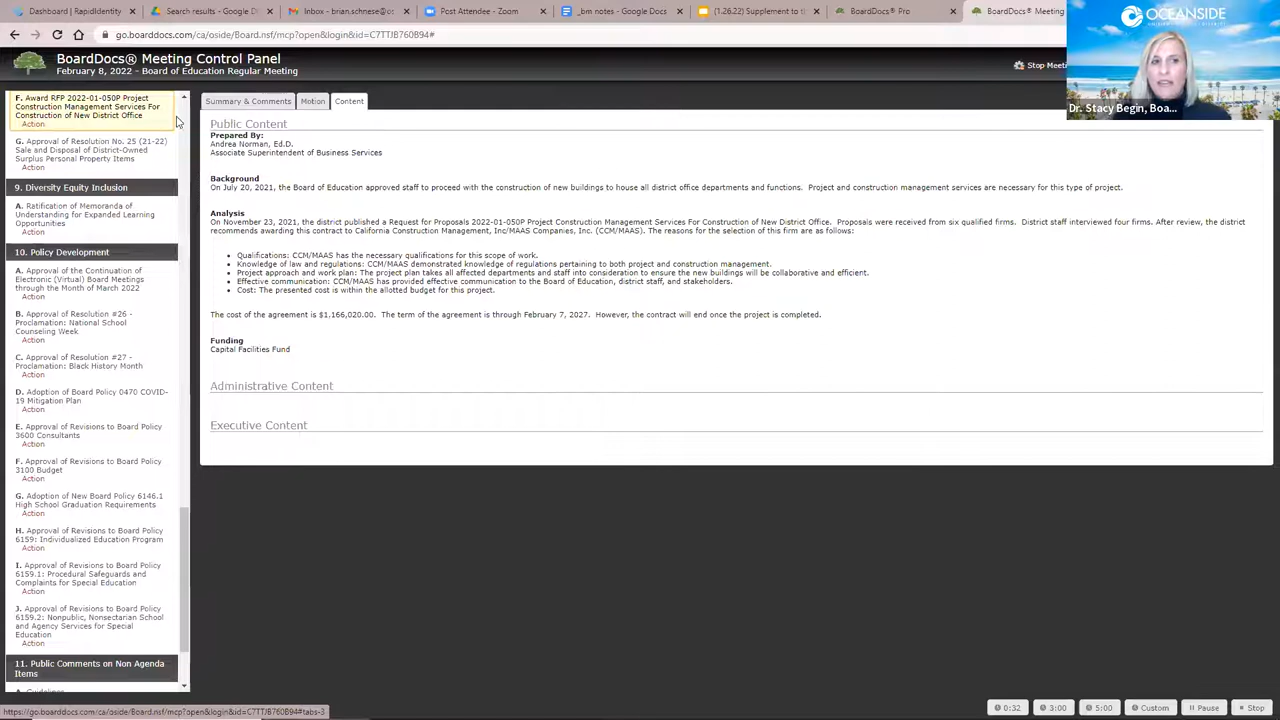 Dashboard | RapidIdentity
Search results - Google D
Inbox - brian.schnese@oc
Post Attendee - Zoom
_bm notes - Google Docs
(1.26.22) Supplement to th
BoardDocs® Pro
BoardDocs® Meeting
go.boarddocs.com/ca/oside/Board.nsf/mcp?open&login&id=C7TTJB760B94#
BoardDocs® Meeting Control Panel
February 8, 2022 - Board of Education Regular Meeting
Stop Meeti
OCEANSIDE
Dr. Stacy Begin, Boa...
F. Award RFP 2022-01-050P Project
Construction Management Services For
Construction of New District Office
Action
G. Approval of Resolution No. 25 (21-22)
Sale and Disposal of District-Owned
Surplus Personal Property Items
Action
9. Diversity Equity Inclusion
A. Ratification of Memoranda of
Understanding for Expanded Learning
Opportunities
Action
10. Policy Development
A. Approval of the Continuation of
Electronic (Virtual) Board Meetings
through the Month of March 2022
Action
B. Approval of Resolution #26 -
Proclamation: National School
Counseling Week
Action
C. Approval of Resolution #27 -
Proclamation: Black History Month
Action
D. Adoption of Board Policy 0470 COVID-
19 Mitigation Plan
Action
E. Approval of Revisions to Board Policy
3600 Consultants
Action
F. Approval of Revisions to Board Policy
3100 Budget
Action
G. Adoption of New Board Policy 6146.1
High School Graduation Requirements
Action
H. Approval of Revisions to Board Policy
6159: Individualized Education Program
Action
I. Approval of Revisions to Board Policy
6159.1: Procedural Safeguards and
Complaints for Special Education
Action
J. Approval of Revisions to Board Policy
6159.2: Nonpublic, Nonsectarian School
and Agency Services for Special
Education
Action
11. Public Comments on Non Agenda
Items
Summary & Comments
Motion
Content
Public Content
Prepared By:
Andrea Norman, Ed.D.
Associate Superintendent of Business Services
Background
On July 20, 2021, the Board of Education approved staff to proceed with the construction of new buildings to house all district office departments and functions. Project and construction management services are necessary for this type of project.
Analysis
On November 23, 2021, the district published a Request for Proposals 2022-01-050P Project Construction Management Services For Construction of New District Office. Proposals were received from six qualified firms. District staff interviewed four firms. After review, the district
recommends awarding this contract to California Construction Management, Inc/MAAS Companies, Inc. (CCM/MAAS). The reasons for the selection of this firm are as follows:
• Qualifications: CCM/MAAS has the necessary qualifications for this scope of work.
• Knowledge of law and regulations: CCM/MAAS demonstrated knowledge of regulations pertaining to both project and construction management.
• Project approach and work plan: The project plan takes all affected departments and staff into consideration to ensure the new buildings will be collaborative and efficient.
• Effective communication: CCM/MAAS has provided effective communication to the Board of Education, district staff, and stakeholders.
• Cost: The presented cost is within the allotted budget for this project.
The cost of the agreement is $1,166,020.00. The term of the agreement is through February 7, 2027. However, the contract will end once the project is completed.
Funding
Capital Facilities Fund
Administrative Content
Executive Content
https://go.boarddocs.com/ca/oside/Board.nsf/mcp?open&login&id=C7TTJB760B94#tabs-3
0:32
3:00
5:00
Custom
Pause
Stop